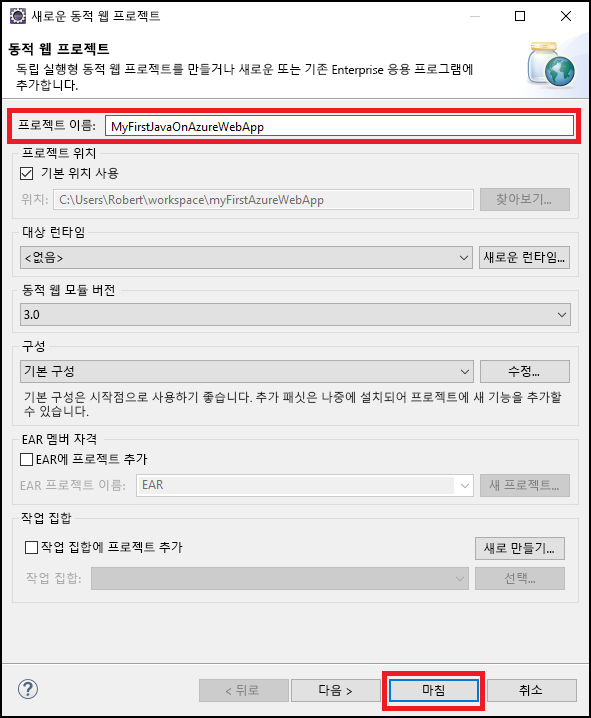 새로운 동적 웹 프로젝트
동적 웹 프로젝트
독립 실행형 동적 웹 프로젝트를 만들거나 새로운 또는 기존 Enterprise 응용 프로그램에
추가합니다.
프로젝트 이름: MyFirstJavaOnAzureWebApp
프로젝트 위치
기본 위치 사용
위치: C:\Users\Robert\workspace\myFirstAzureWebApp 찾아보기...
대상 런타임
<없음> 새로운 런타임...
동적 웹 모듈 버전
3.0
구성
기본 구성 수정...
기본 구성은 시작점으로 사용하기 좋습니다. 추가 패싯은 나중에 설치되어 프로젝트에 새 기능을 추가할
수 있습니다.
EAR 멤버 자격
EAR에 프로젝트 추가
EAR 프로젝트 이름: EAR 새 프로젝트...
작업 집합
작업 집합에 프로젝트 추가 새로 만들기...
작업 집합: 선택...
? < 뒤로 다음 > 마침 취소